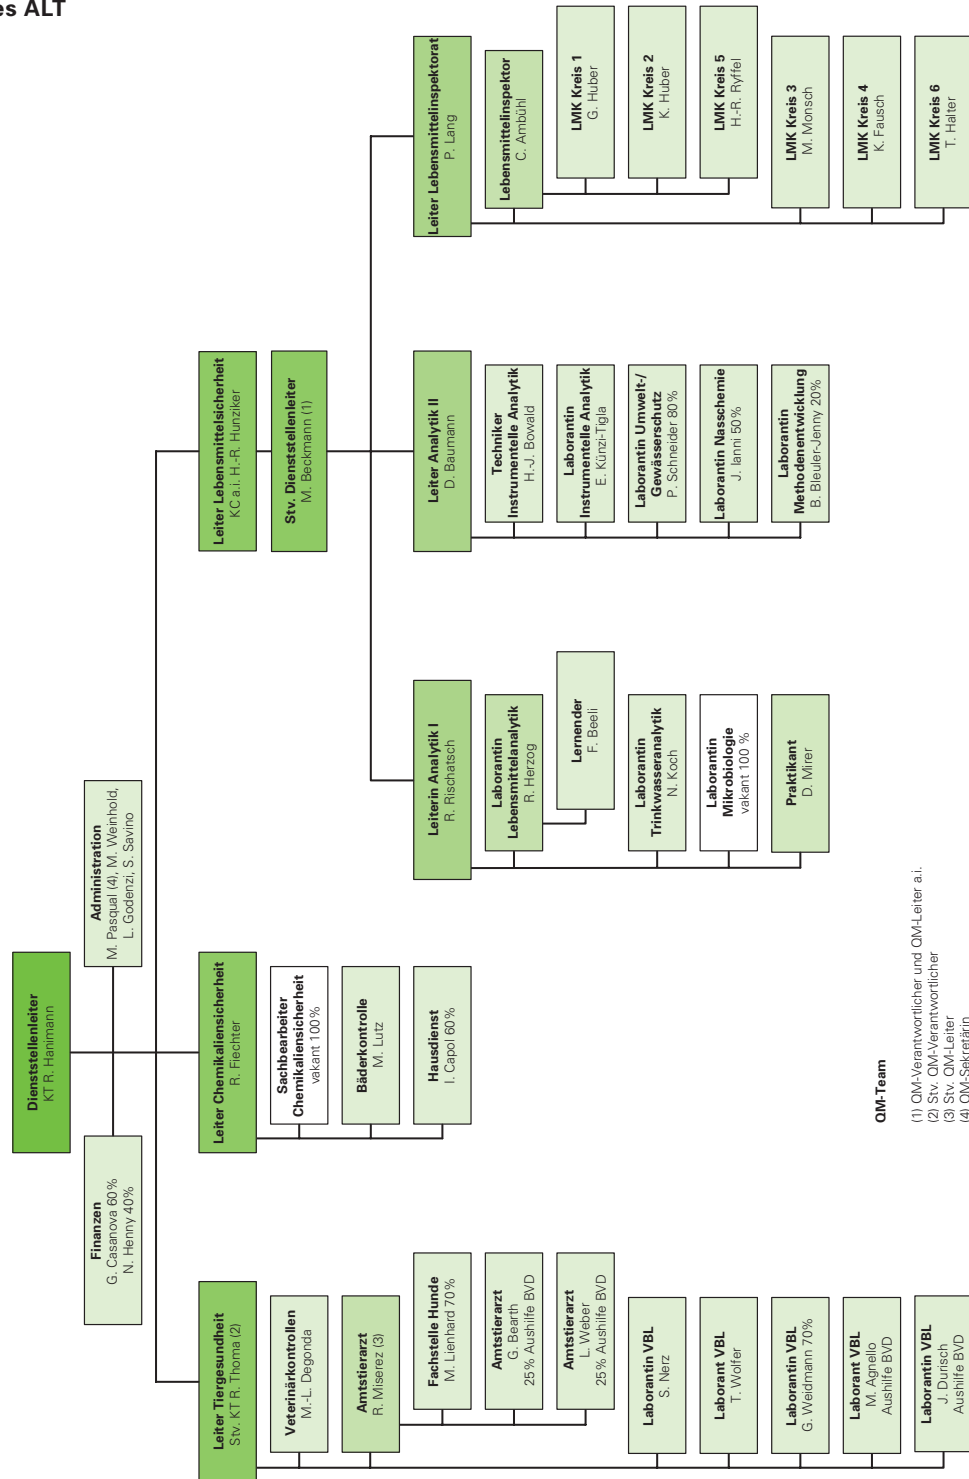 es ALT
Dienststellenleiter
KT R. Hanimann
Finanzen
G. Casanova 60%
N. Henny 40%
Administration
M. Pasqual (4), M. Weinhold,
L. Godenzi, S. Savino
Leiter Tiergesundheit
Stv. KT R. Thoma (2)
Veterinärkontrollen
M.-L. Degonda
Amtstierarzt
R. Miserez (3)
Fachstelle Hunde
M. Lienhard 70%
Amtstierarzt
G. Bearth
25% Aushilfe BVD
Amtstierarzt
L. Weber
25% Aushilfe BVD
Laborantin VBL
S. Nerz
Laborant VBL
T. Wolfer
Laborantin VBL
G. Weidmann 70%
Laborant VBL
M. Agnello
Aushilfe BVD
Laborantin VBL
J. Durisch
Aushilfe BVD
Leiter Chemikaliensicherheit
R. Fiechter
Sachbearbeiter
Chemikaliensicherheit
vakant 100%
Bäderkontrolle
M. Lutz
Hausdienst
I. Capol 60%
Leiter Lebensmittelsicherheit
KC a.i. H.-R. Hunziker
Stv. Dienststellenleiter
M. Beckmann (1)
Leiterin Analytik I
R. Rischatsch
Laborantin
Lebensmittelanalytik
R. Herzog
Lernender
F. Beeli
Laborantin
Trinkwasseranalytik
N. Koch
Laborantin
Mikrobiologie
vakant 100 %
Praktikant
D. Mirer
Leiter Analytik II
D. Baumann
Techniker
Instrumentelle Analytik
H.-J. Bowald
Laborantin
Instrumentelle Analytik
E. Künzi-Tigla
Laborantin Umwelt-/
Gewässerschutz
P. Schneider 80%
Laborantin Nasschemie
J. Ianni 50%
Laborantin
Methodenentwicklung
B. Bleuler-Jenny 20%
Leiter Lebensmittelinspektorat
P. Lang
Lebensmittelinspektor
C. Ambühl
LMK Kreis 1
G. Huber
LMK Kreis 2
K. Huber
LMK Kreis 5
H.-R. Ryffel
LMK Kreis 3
M. Monsch
LMK Kreis 4
K. Fausch
LMK Kreis 6
T. Halter
QM-Team
(1) QM-Verantwortlicher und QM-Leiter a.i.
(2) Stv. QM-Verantwortlicher
(3) Stv. QM-Leiter
(4) QM-Sekretärin